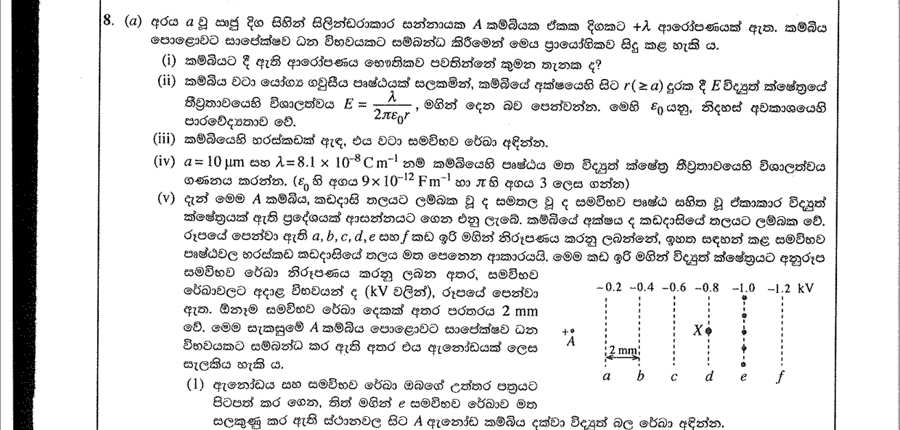 8. (a) අරය a වූ ඍජු දිග සිහින් සිලින්ඩරාකාර සන්නායක A කම්බියක ඒකක දිගකට +λ ආරෝපණයක් ඇත. කම්බිය
පොළොවට සාපේක්ෂව ධන විභවයකට සම්බන්ධ කිරීමෙන් මෙය ප්‍රායෝගිකව සිදු කළ හැකි ය.
(i) කම්බියට දී ඇති ආරෝපණය භෞතිකව පවතින්නේ කුමන තැනක ද?
(ii) කම්බිය වටා යෝග්‍ය ගවුසීය පෘෂ්ඨයක් සලකමින්, කම්බියේ අක්ෂයෙහි සිට r (≥ a) දුරක දී E විද්‍යුත් ක්ෂේත්‍රයේ
තීව්‍රතාවයෙහි විශාලත්වය E = λ/2πε₀r , මගින් දෙන බව පෙන්වන්න. මෙහි ε₀ යනු, නිදහස් අවකාශයෙහි
පාරවේද්‍යතාව වේ.
(iii) කම්බියෙහි හරස්කඩක් ඇඳ, එය වටා සමවිභව රේඛා අඳින්න.
(iv) a = 10 μm සහ λ = 8.1 × 10⁻⁸ C m⁻¹ නම් කම්බියෙහි පෘෂ්ඨය මත විද්‍යුත් ක්ෂේත්‍ර තීව්‍රතාවයෙහි විශාලත්වය
ගණනය කරන්න. (ε₀ හි අගය 9 × 10⁻¹² F m⁻¹ හා π හි අගය 3 ලෙස ගන්න)
(v) දැන් මෙම A කම්බිය, කඩදාසි තලයට ලම්බක වූ ද සමතල වූ ද සමවිභව පෘෂ්ඨ සහිත වූ ඒකාකාර විද්‍යුත්
ක්ෂේත්‍රයක් ඇති ප්‍රදේශයක් ආසන්නයට ගෙන එනු ලැබේ. කම්බියේ අක්ෂය ද කඩදාසියේ තලයට ලම්බක වේ.
රූපයේ පෙන්වා ඇති a, b, c, d, e සහ f කඩ ඉරි මගින් නිරූපණය කරනු ලබන්නේ, ඉහත සඳහන් කළ සමවිභව
පෘෂ්ඨවල හරස්කඩ කඩදාසියේ තලය මත පෙනෙන ආකාරයයි. මෙම කඩ ඉරි මගින් විද්‍යුත් ක්ෂේත්‍රයට අනුරූප
සමවිභව රේඛා නිරූපණය කරනු ලබන අතර, සමවිභව
රේඛාවලට අදාළ විභවයන් ද (kV වලින්), රූපයේ පෙන්වා
ඇත. ඕනෑම සමවිභව රේඛා දෙකක් අතර පරතරය 2 mm
වේ. මෙම සැකසුමේ A කම්බිය පොළොවට සාපේක්ෂව ධන
විභවයකට සම්බන්ධ කර ඇති අතර එය ඇනෝඩයක් ලෙස
සැලකිය හැකි ය.
(1) ඇනෝඩය සහ සමවිභව රේඛා ඔබගේ උත්තර පත්‍රයට
පිටපත් කර ගෙන, තිත් මගින් e සමවිභව රේඛාව මත
සලකුණු කර ඇති ස්ථානවල සිට A ඇනෝඩ කම්බිය දක්වා විද්‍යුත් බල රේඛා අඳින්න.
−0.2 −0.4 −0.6 −0.8 −1.0 −1.2 kV
+
A
X
2 mm
a b c d e f